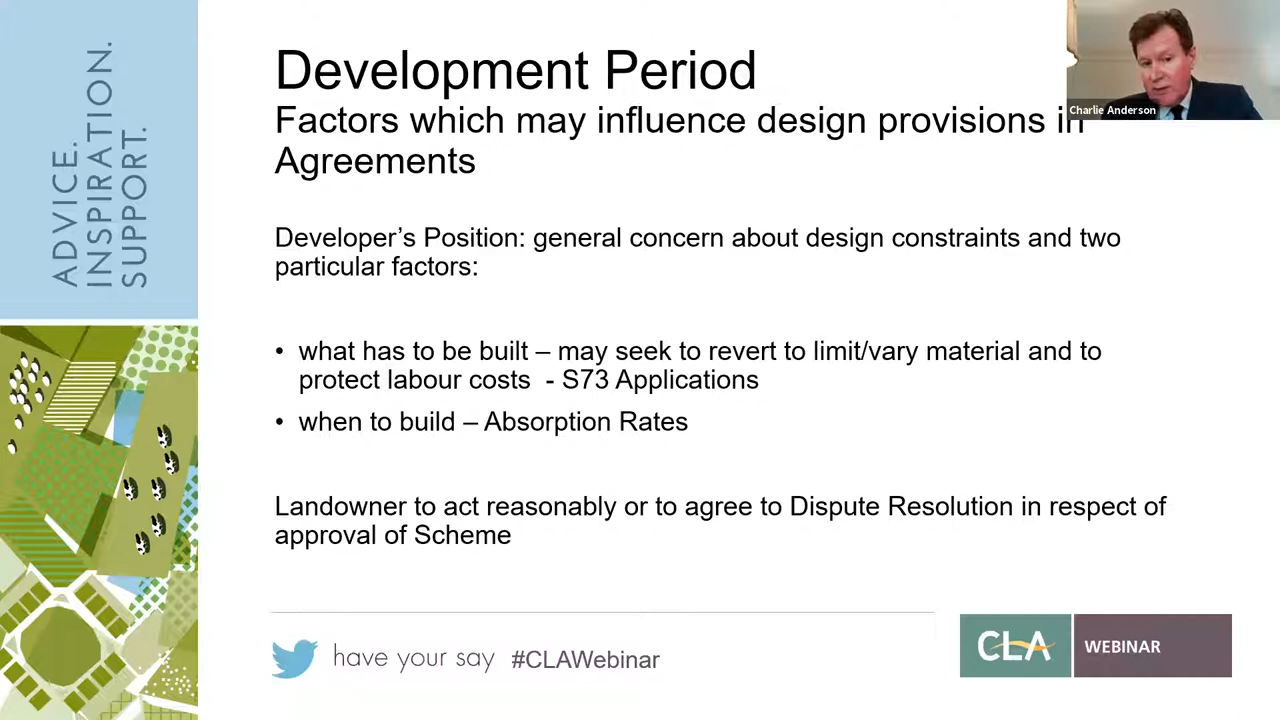 ADVICE.
INSPIRATION.
SUPPORT.
Development Period
Factors which may influence design provisions in
Agreements
Charlie Anderson
Developer’s Position: general concern about design constraints and two
particular factors:
• what has to be built – may seek to revert to limit/vary material and to
protect labour costs - S73 Applications
• when to build – Absorption Rates
Landowner to act reasonably or to agree to Dispute Resolution in respect of
approval of Scheme
have your say #CLAWebinar
CLA WEBINAR